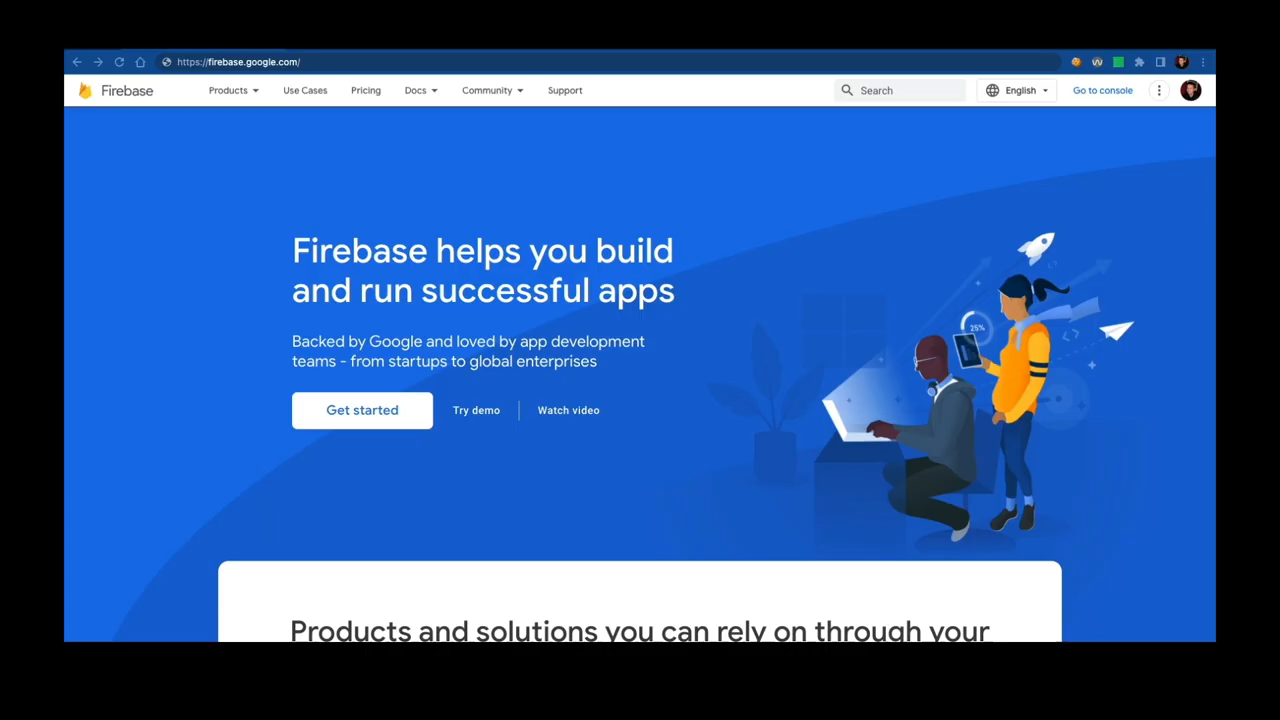 https://firebase.google.com/
Firebase
Products
Use Cases
Pricing
Docs
Community
Support
Search
English
Go to console
Firebase helps you build
and run successful apps
Backed by Google and loved by app development
teams - from startups to global enterprises
Get started
Try demo
Watch video
25%
Products and solutions you can rely on through your